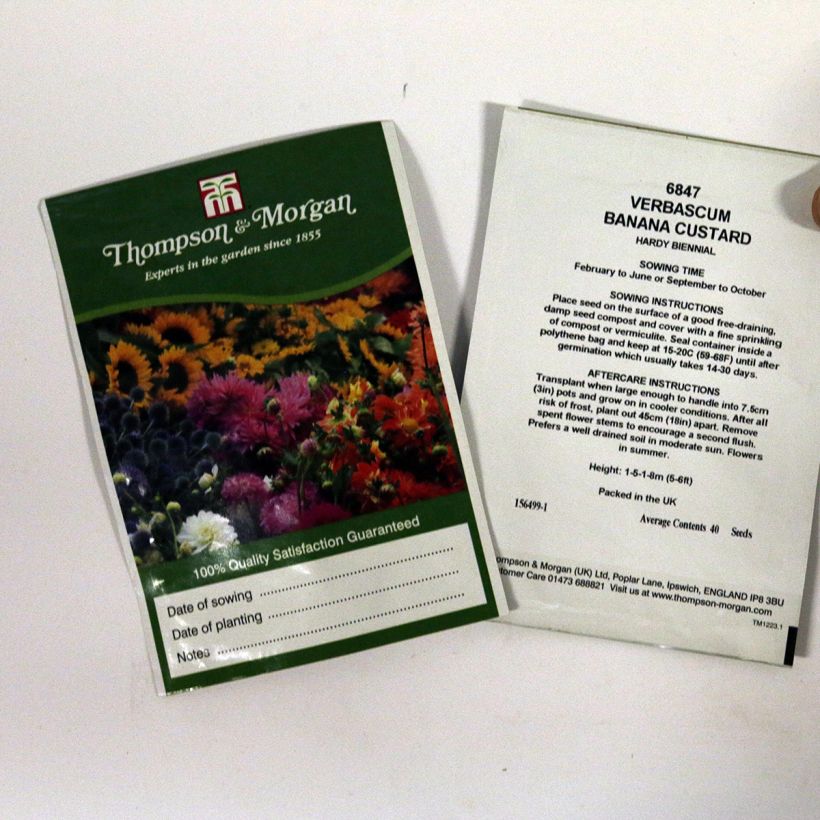 Thompson & Morgan
Experts in the garden since 1855
100% Quality Satisfaction Guaranteed
Date of sowing
Date of planting
Notes
6847
VERBASCUM
BANANA CUSTARD
HARDY BIENNIAL
SOWING TIME
February to June or September to October
SOWING INSTRUCTIONS
Place seed on the surface of a good free-draining,
damp seed compost and cover with a fine sprinkling
of compost or vermiculite. Seal container inside a
polythene bag and keep at 15-20C (59-68F) until after
germination which usually takes 14-30 days.
AFTERCARE INSTRUCTIONS
Transplant when large enough to handle into 7.5cm
(3in) pots and grow on in cooler conditions. After all
risk of frost, plant out 45cm (18in) apart. Remove
spent flower stems to encourage a second flush.
Prefers a well drained soil in moderate sun. Flowers
in summer.
Height: 1-5-1-8m (5-6ft)
Packed in the UK
156499-1 Average Contents 40 Seeds
ompson & Morgan (UK) Ltd, Poplar Lane, Ipswich, ENGLAND IP8 3BU
tomer Care 01473 688821 Visit us at www.thompson-morgan.com
TM1223.1